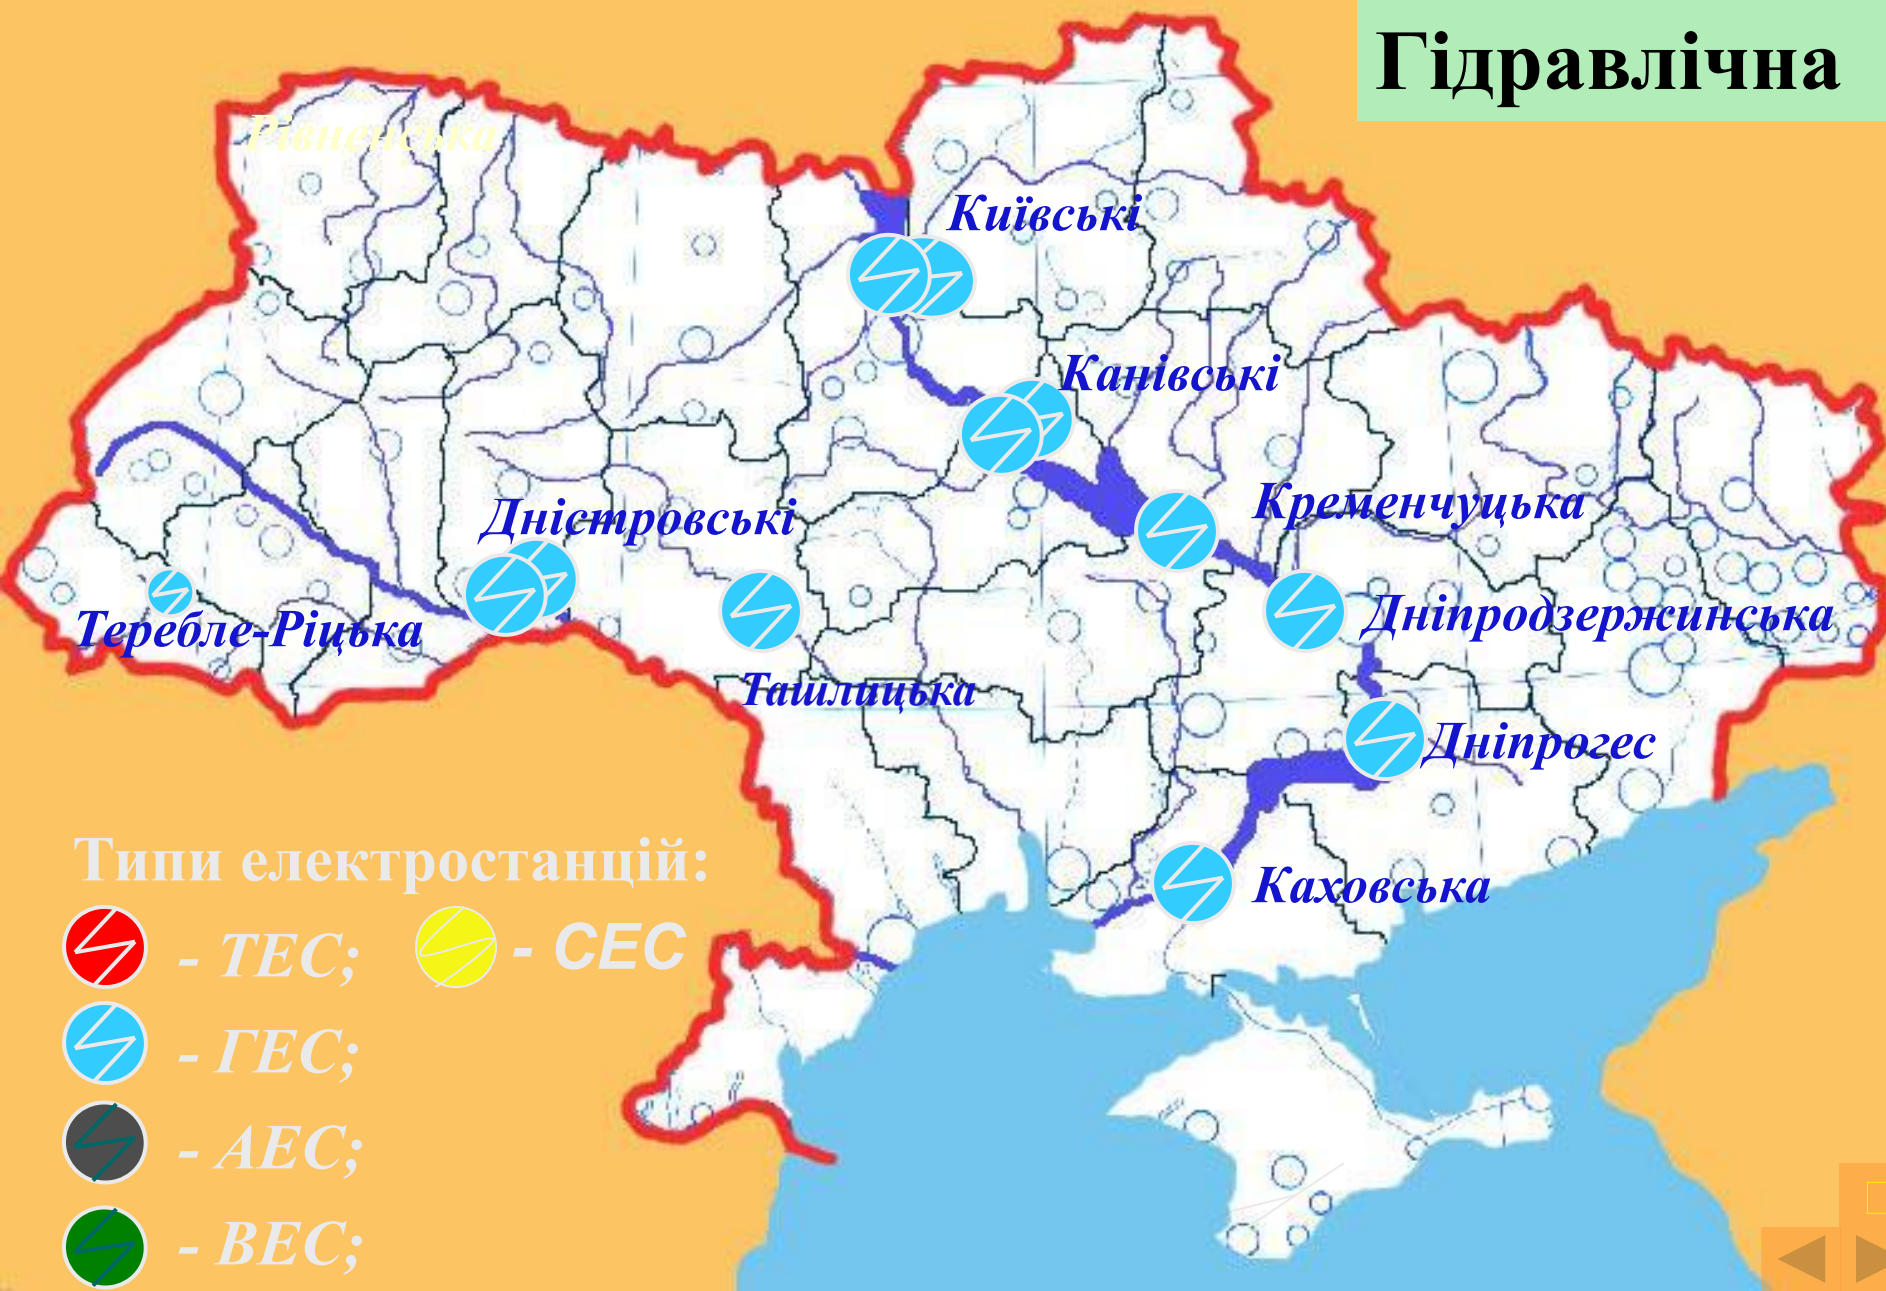 Гідравлічна
Рівненська
Київські
Канівські
Кременчуцька
Дністровські
Дніпродзержинська
Теребле-Ріцька
Ташлицька
Дніпрогес
Каховська
Типи електростанцій:
- ТЕС;
- СЕС
- ГЕС;
- АЕС;
- ВЕС;